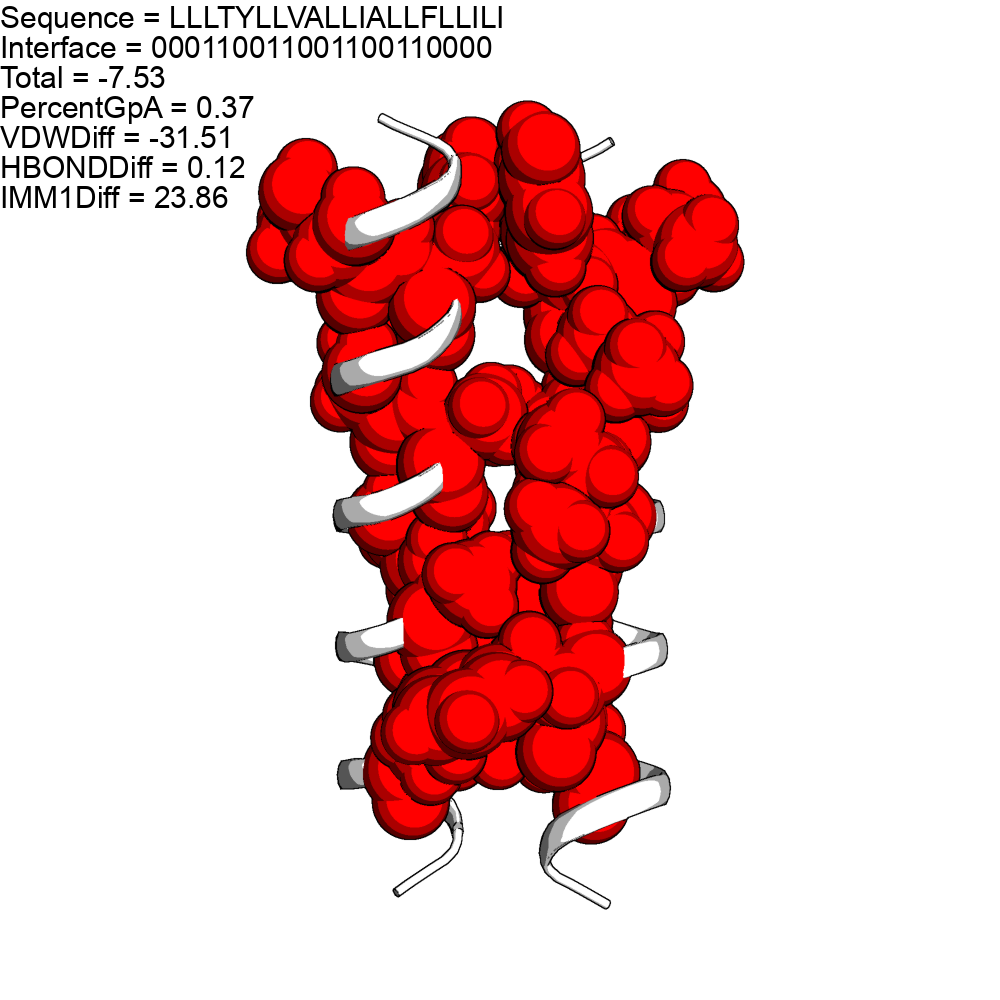 Sequence = LLLTYLLVALLIALLFLLILI
Interface = 000110011001100110000
Total = -7.53
PercentGpA = 0.37
VDWDiff = -31.51
HBONDDiff = 0.12
IMM1Diff = 23.86